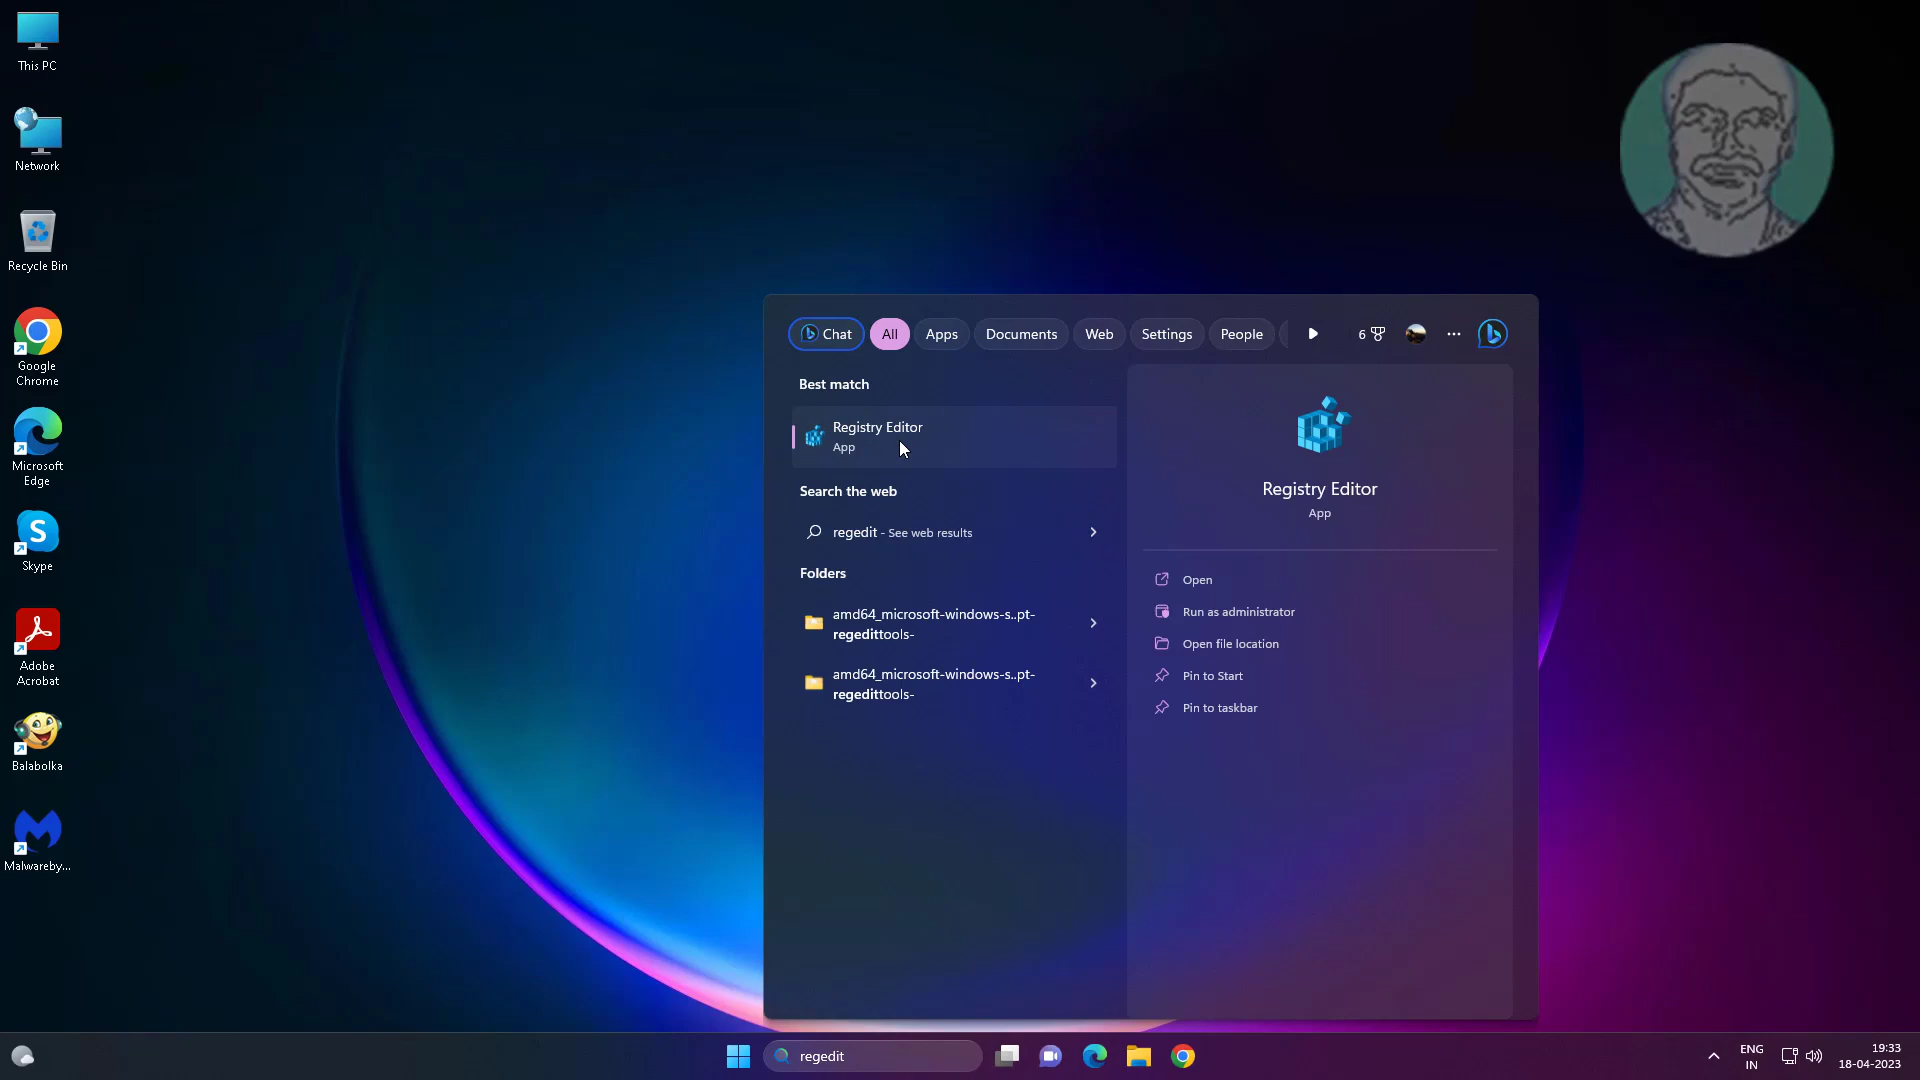 This PC
Network
Recycle Bin
Google
Chrome
Microsoft
Edge
Skype
Adobe
Acrobat
Balabolka
Malwareby...
Chat
All
Apps
Documents
Web
Settings
People
6
Best match
Registry Editor
App
Search the web
regedit - See web results
Folders
amd64_microsoft-windows-s..pt-
regedittools-
amd64_microsoft-windows-s..pt-
regedittools-
Registry Editor
App
Open
Run as administrator
Open file location
Pin to Start
Pin to taskbar
regedit
ENG
IN
19:33
18-04-2023